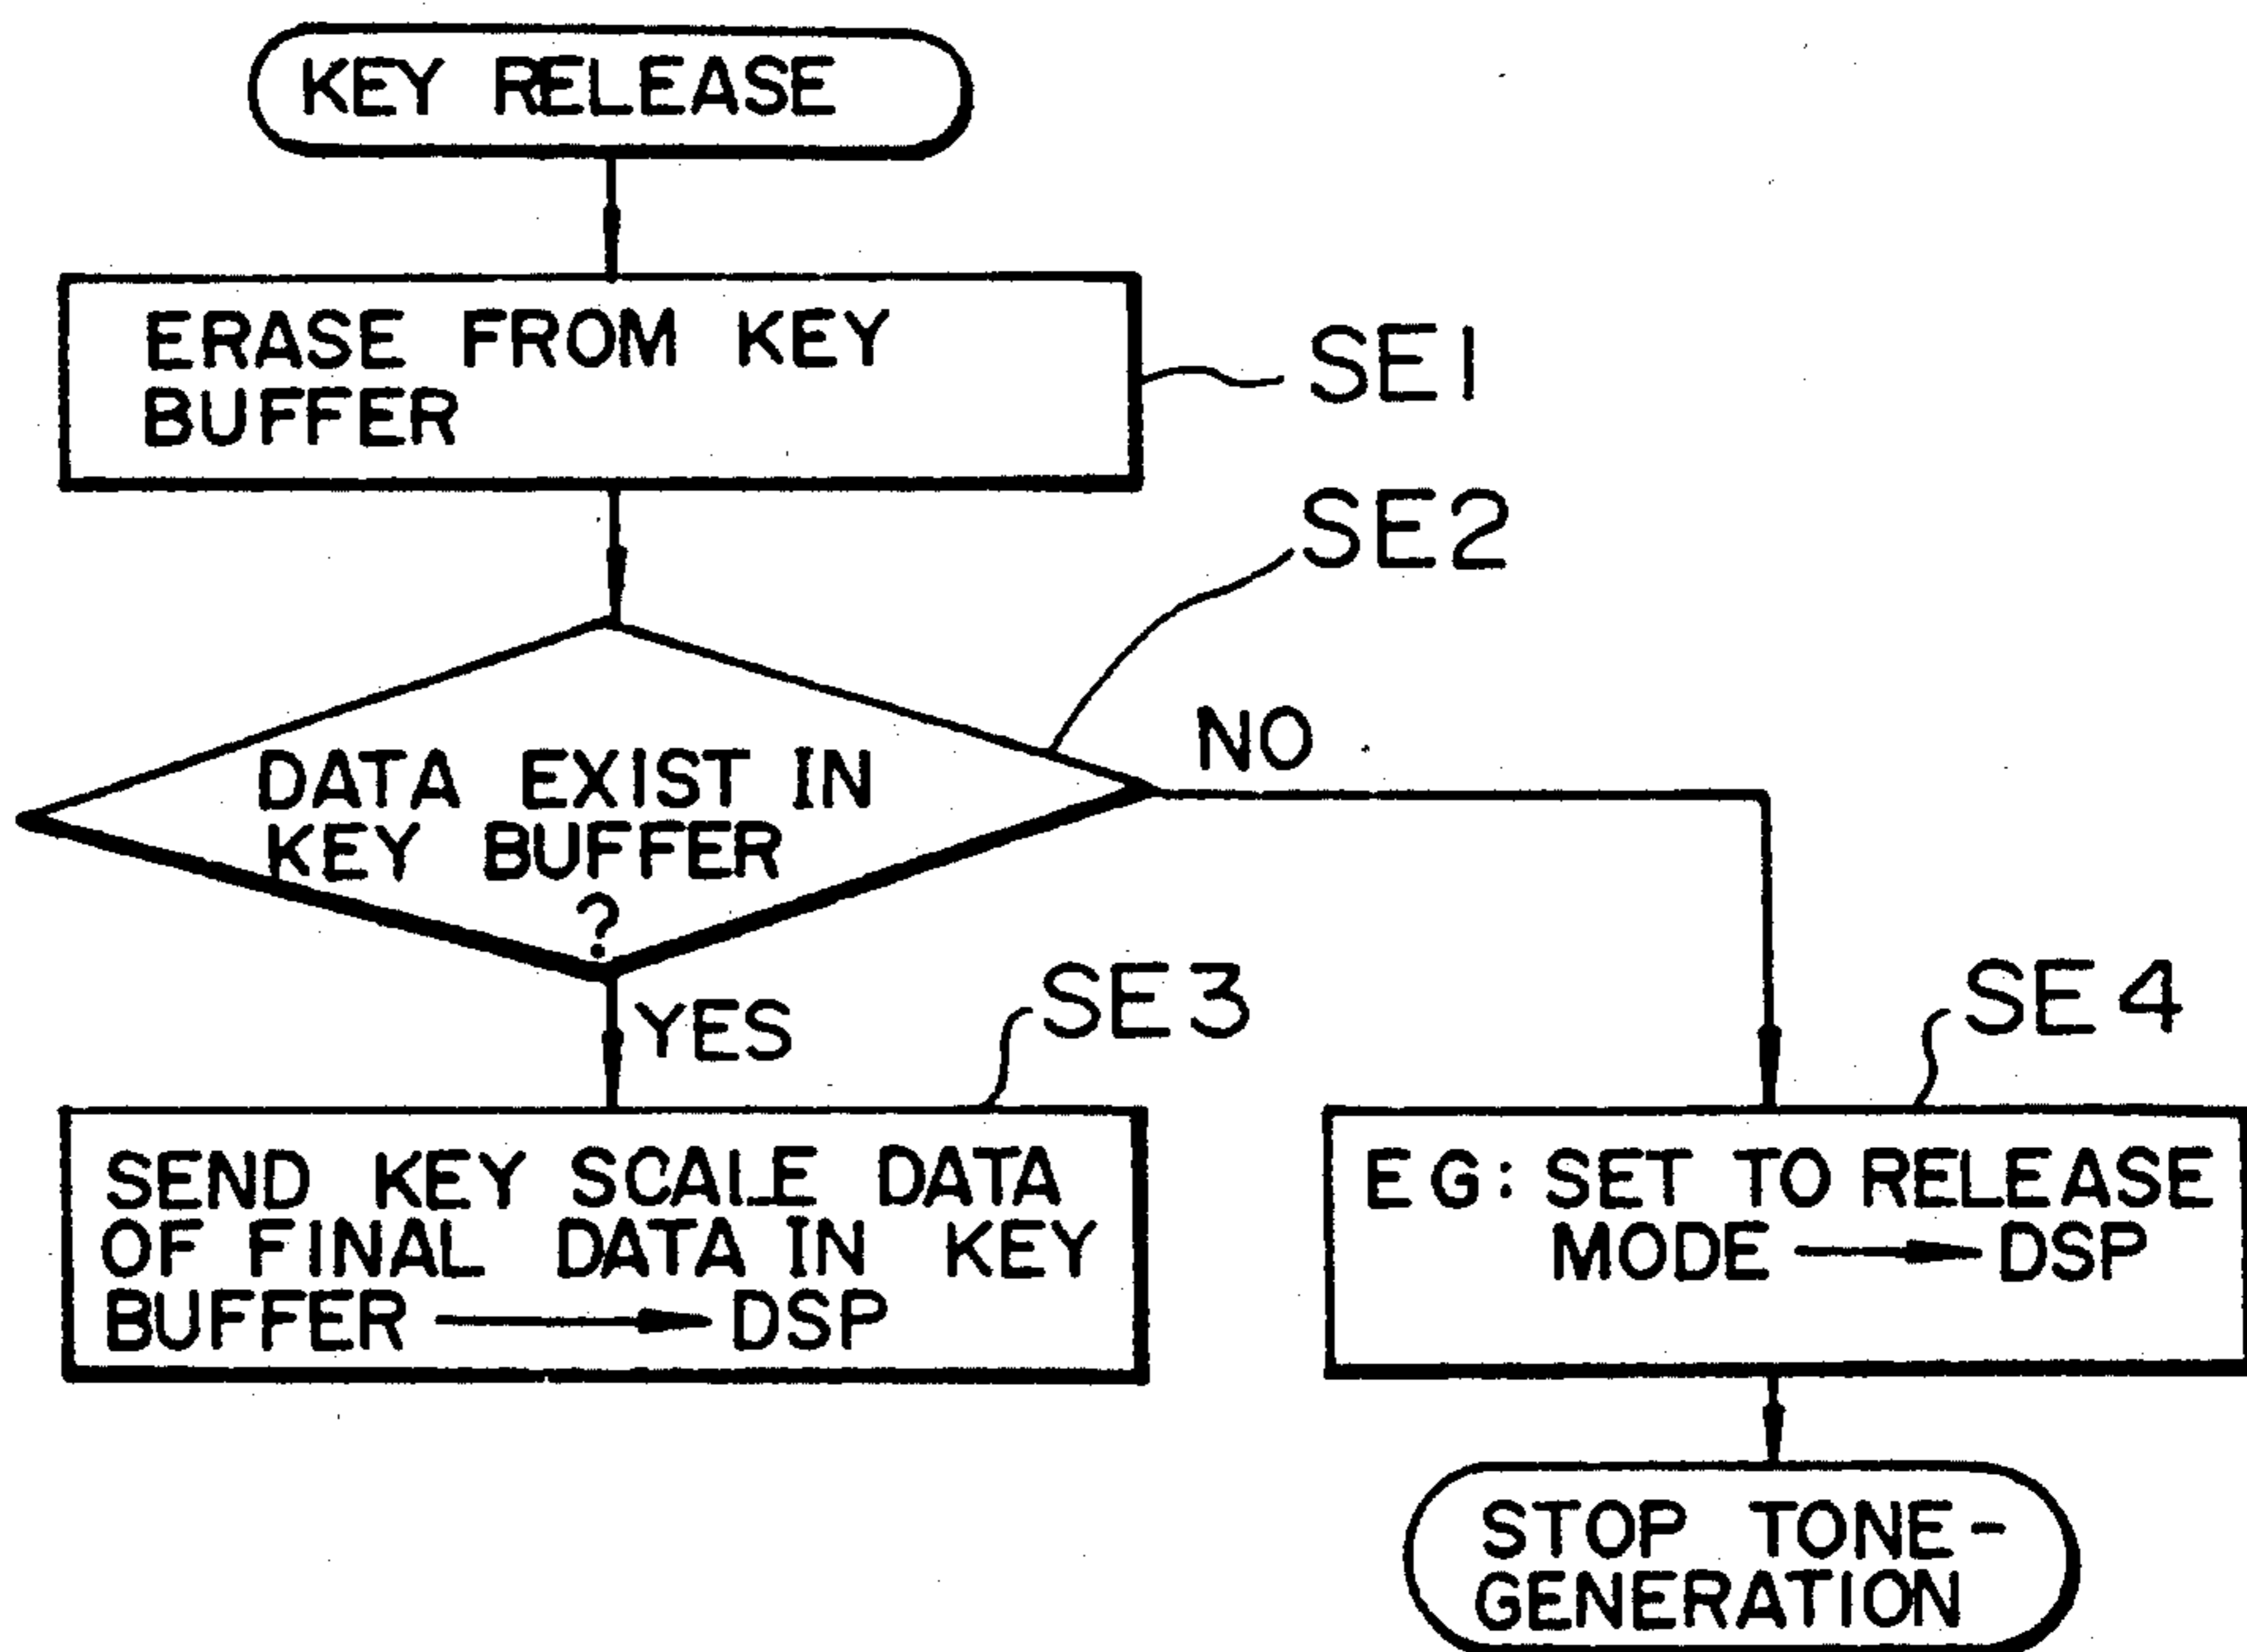 KEY RELEASE
ERASE FROM KEY
BUFFER
SE1
SE2
DATA EXIST IN
KEY BUFFER
?
NO
YES
SE3
SEND KEY SCALE DATA
OF FINAL DATA IN KEY
BUFFER → DSP
SE4
EG: SET TO RELEASE
MODE → DSP
STOP TONE-
GENERATION